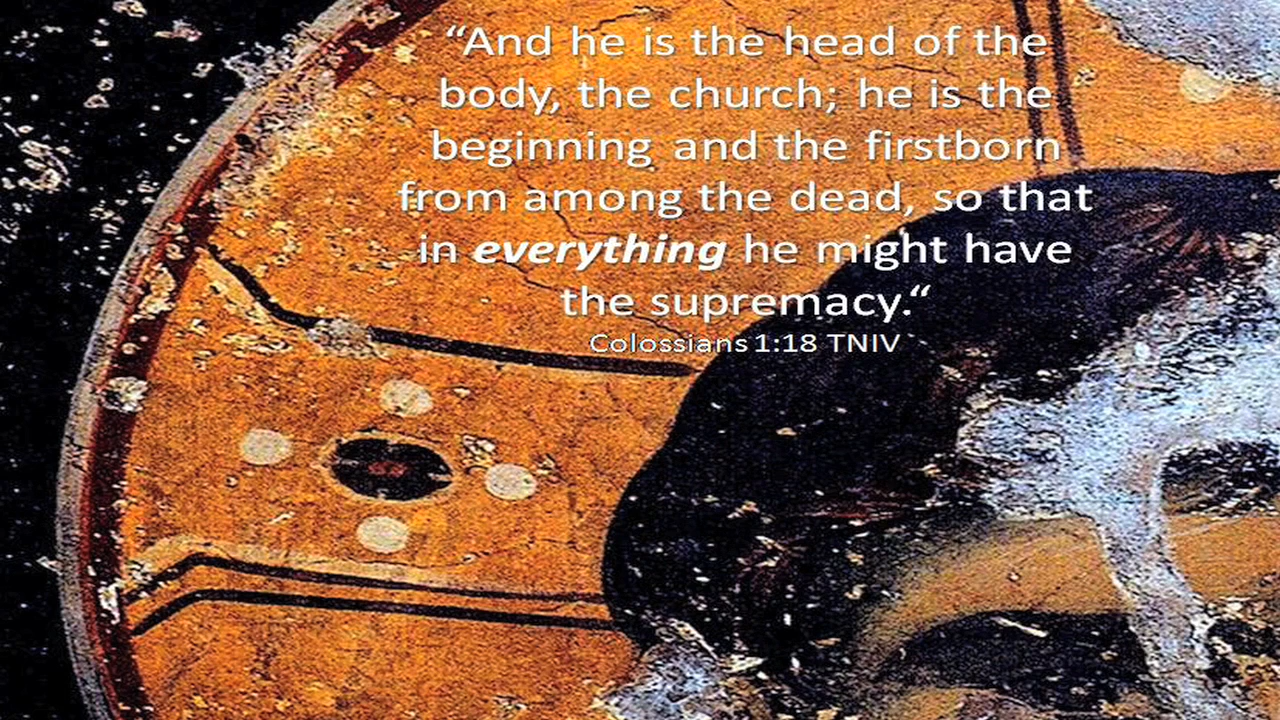 “And he is the head of the
body, the church; he is the
beginning and the firstborn
from among the dead, so that
in everything he might have
the supremacy.“
Colossians 1:18 TNIV